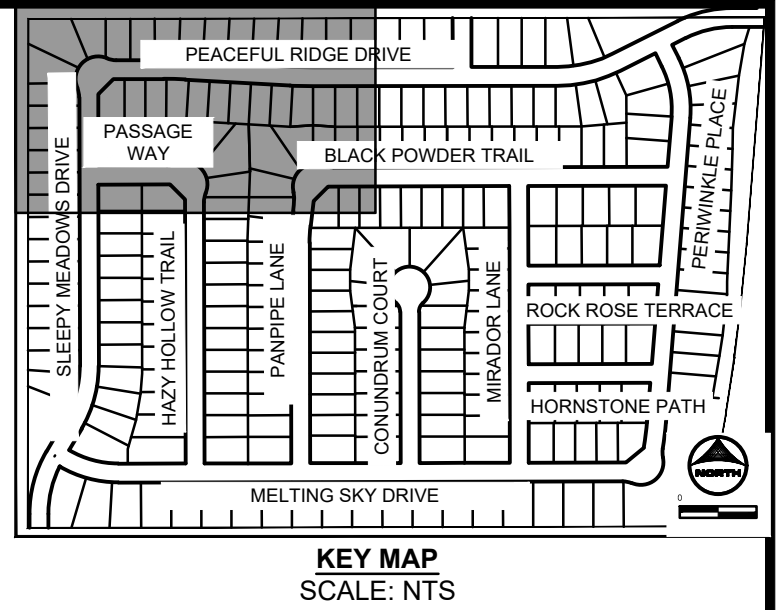 PEACEFUL RIDGE DRIVE
PASSAGE
WAY
BLACK POWDER TRAIL
PERIWINKLE PLACE
SLEEPY MEADOWS DRIVE
HAZY HOLLOW TRAIL
PANPIPE LANE
CONUNDRUM COURT
MIRADOR LANE
ROCK ROSE TERRACE
HORNSTONE PATH
MELTING SKY DRIVE
NORTH
0
KEY MAP
SCALE: NTS